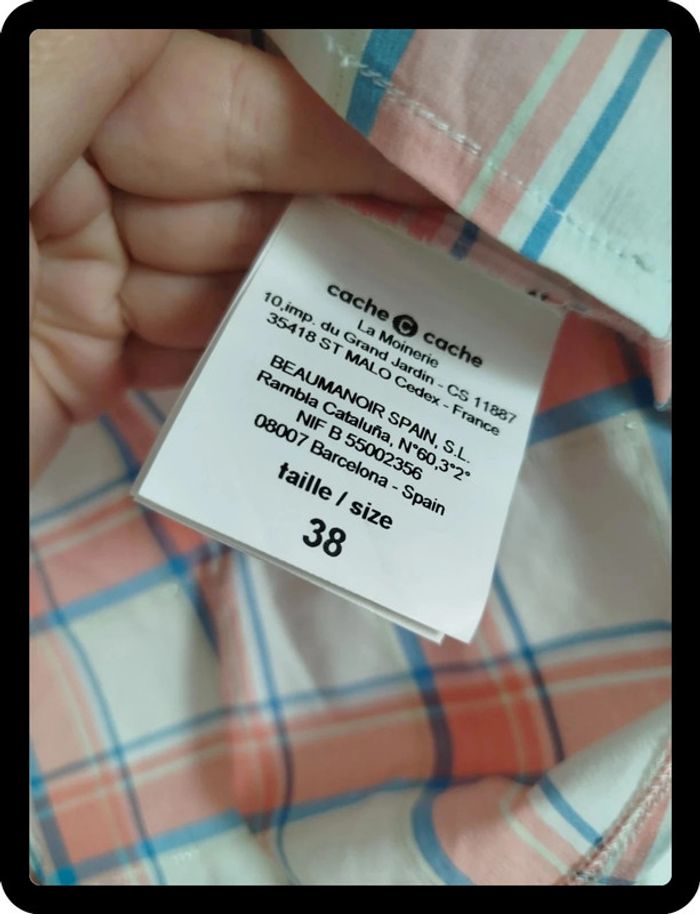 cache C cache
La Moinerie
10,imp. du Grand Jardin - CS 11887
35418 ST MALO Cedex - France
BEAUMANOIR SPAIN, S.L.
Rambla Cataluña, N°60,3°2°
NIF B 55002356
08007 Barcelona - Spain
taille / size
38